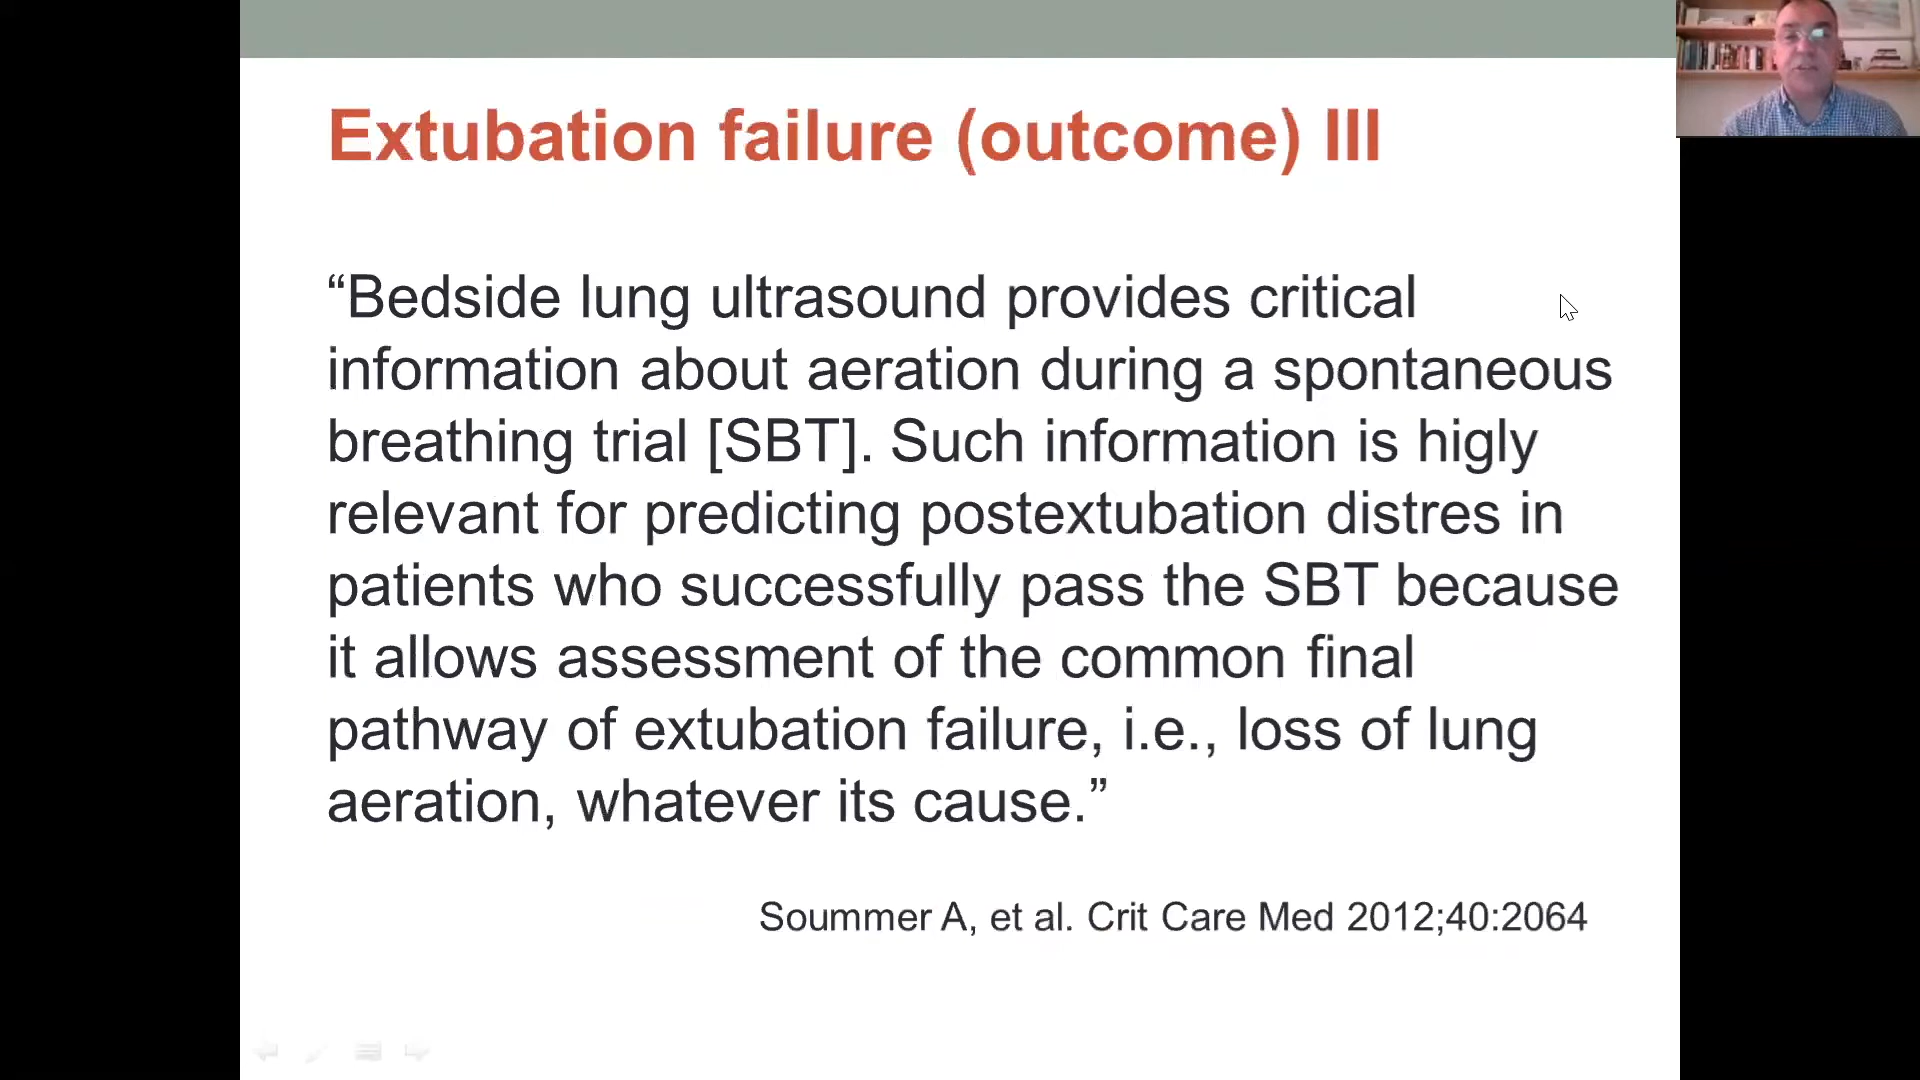 Extubation failure (outcome) III
“Bedside lung ultrasound provides critical
information about aeration during a spontaneous
breathing trial [SBT]. Such information is higly
relevant for predicting postextubation distres in
patients who successfully pass the SBT because
it allows assessment of the common final
pathway of extubation failure, i.e., loss of lung
aeration, whatever its cause.”
Soummer A, et al. Crit Care Med 2012;40:2064